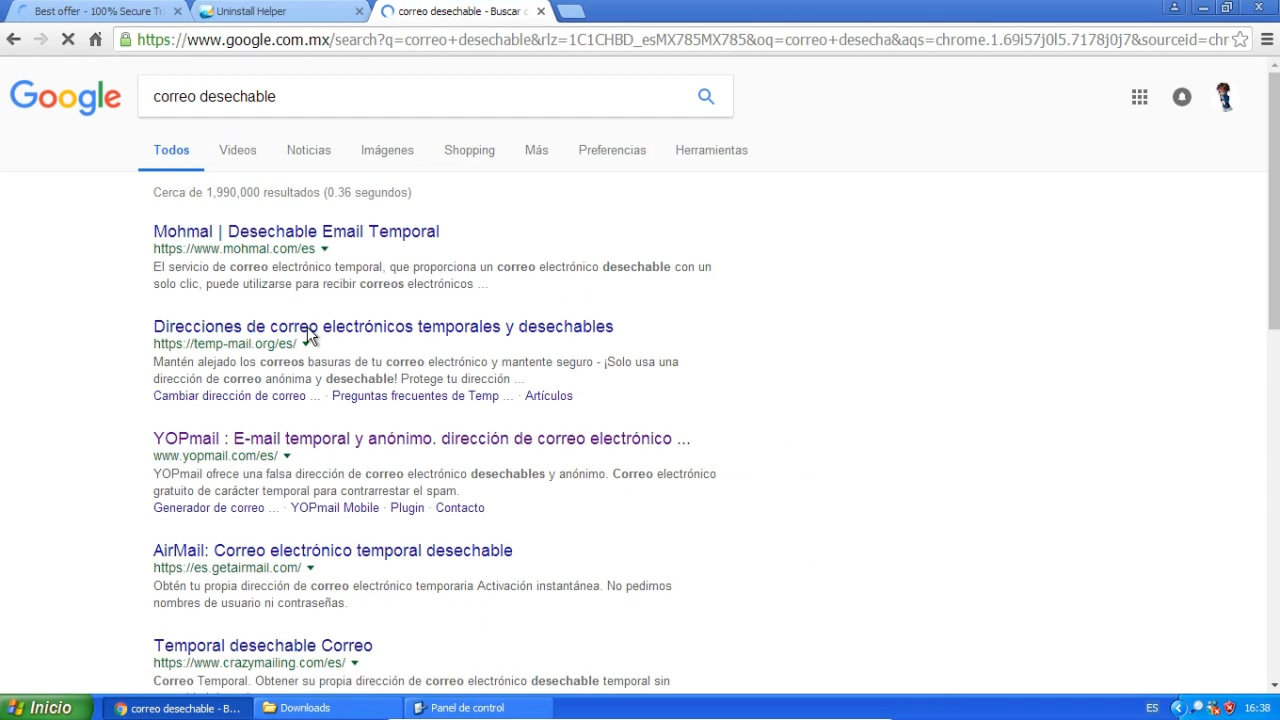 Best offer - 100% Secure Tr
Uninstall Helper
correo desechable - Buscar c
https://www.google.com.mx/search?q=correo+desechable&rlz=1C1CHBD_esMX785MX785&oq=correo+desecha&aqs=chrome.1.69i57j0l5.7178j0j7&sourceid=chr
Google
correo desechable
Todos Videos Noticias Imágenes Shopping Más Preferencias Herramientas
Cerca de 1,990,000 resultados (0.36 segundos)
Mohmal | Desechable Email Temporal
https://www.mohmal.com/es
El servicio de correo electrónico temporal, que proporciona un correo electrónico desechable con un
solo clic, puede utilizarse para recibir correos electrónicos ...
Direcciones de correo electrónicos temporales y desechables
https://temp-mail.org/es/
Mantén alejado los correos basuras de tu correo electrónico y mantente seguro - ¡Solo usa una
dirección de correo anónima y desechable! Protege tu dirección ...
Cambiar dirección de correo ... · Preguntas frecuentes de Temp ... · Artículos
YOPmail : E-mail temporal y anónimo. dirección de correo electrónico ...
www.yopmail.com/es/
YOPmail ofrece una falsa dirección de correo electrónico desechables y anónimo. Correo electrónico
gratuito de carácter temporal para contrarrestar el spam.
Generador de correo ... · YOPmail Mobile · Plugin · Contacto
AirMail: Correo electrónico temporal desechable
https://es.getairmail.com/
Obtén tu propia dirección de correo electrónico temporaria Activación instantánea. No pedimos
nombres de usuario ni contraseñas.
Temporal desechable Correo
https://www.crazymailing.com/es/
Correo Temporal. Obtener su propia dirección de correo electrónico desechable temporal sin
Inicio
correo desechable - B...
Downloads
Panel de control
ES
16:38